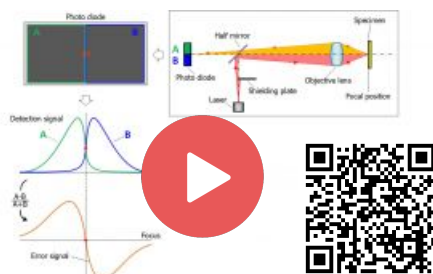 Photo diode
A
B
Specimen
Half mirror
A
B
Photo diode
Shielding plate
Objective lens
Laser
Focal position
Detection signal
A
B
A-B
A+B
Focus
Error signal